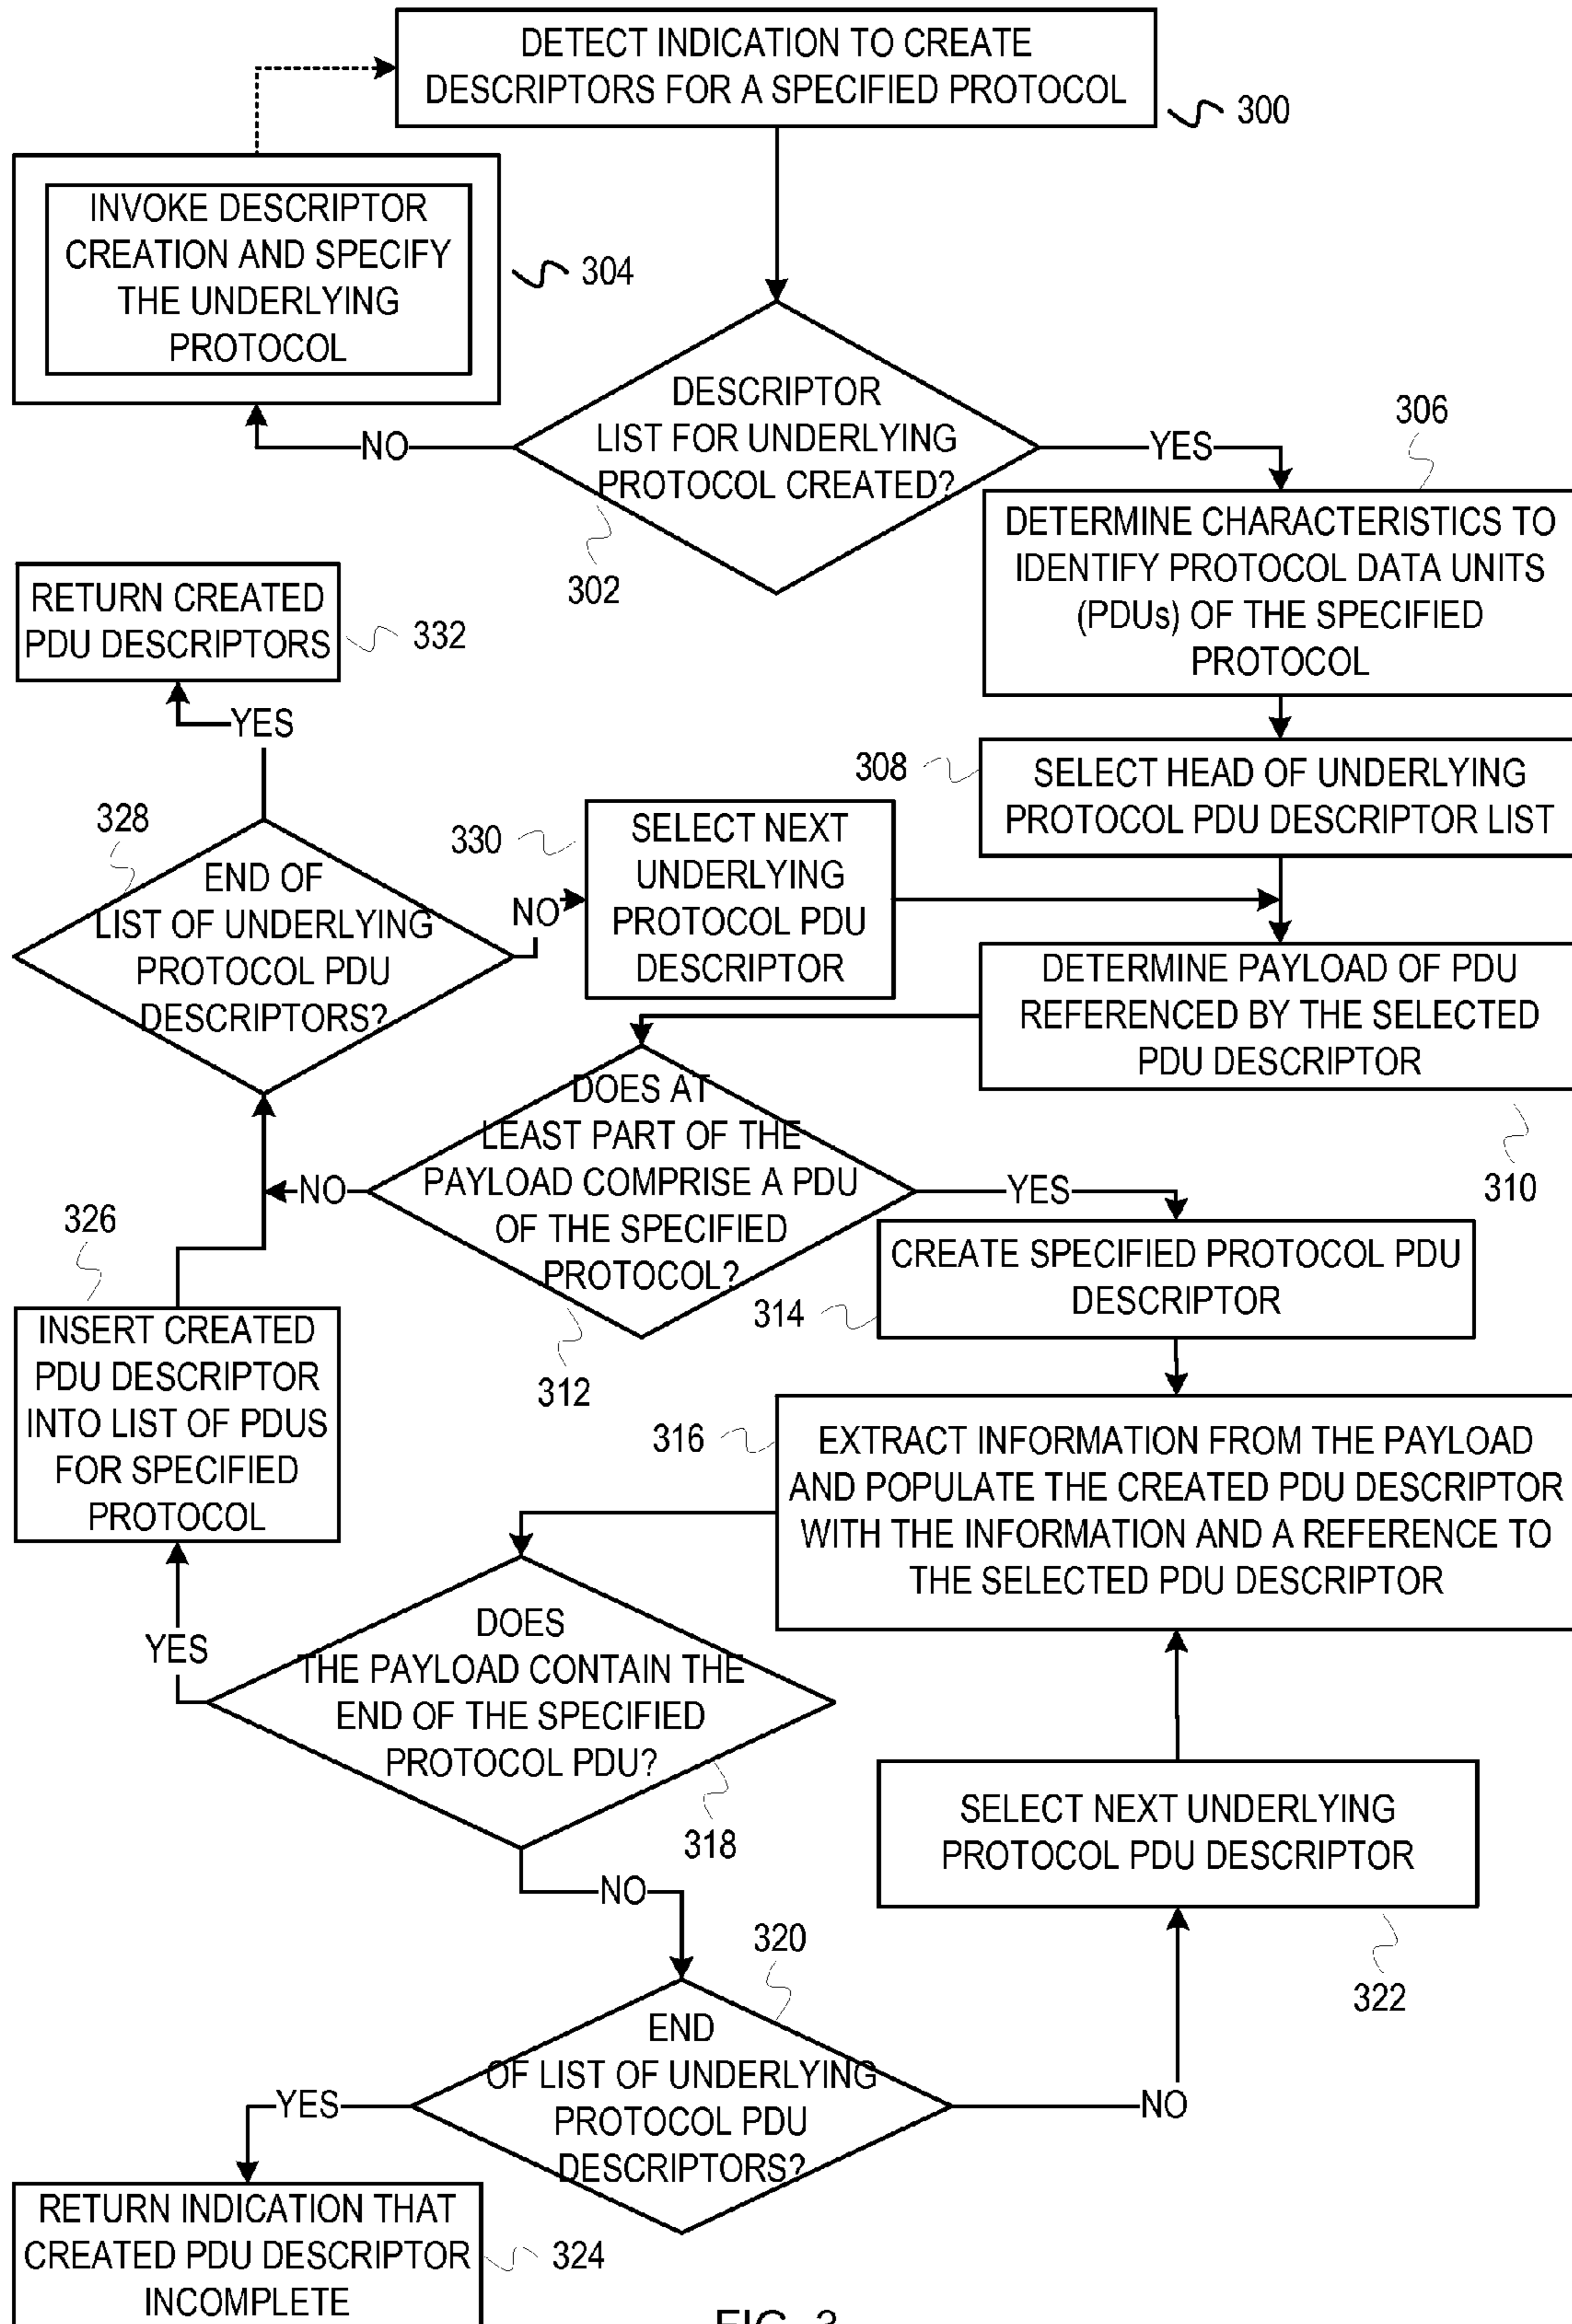 DETECT INDICATION TO CREATE
DESCRIPTORS FOR A SPECIFIED PROTOCOL
300
INVOKE DESCRIPTOR
CREATION AND SPECIFY
THE UNDERLYING
PROTOCOL
304
DESCRIPTOR
LIST FOR UNDERLYING
PROTOCOL CREATED?
302
NO
YES
306
DETERMINE CHARACTERISTICS TO
IDENTIFY PROTOCOL DATA UNITS
(PDUs) OF THE SPECIFIED
PROTOCOL
RETURN CREATED
PDU DESCRIPTORS
332
YES
308
SELECT HEAD OF UNDERLYING
PROTOCOL PDU DESCRIPTOR LIST
328
END OF
LIST OF UNDERLYING
PROTOCOL PDU
DESCRIPTORS?
NO
330
SELECT NEXT
UNDERLYING
PROTOCOL PDU
DESCRIPTOR
DETERMINE PAYLOAD OF PDU
REFERENCED BY THE SELECTED
PDU DESCRIPTOR
310
DOES AT
LEAST PART OF THE
PAYLOAD COMPRISE A PDU
OF THE SPECIFIED
PROTOCOL?
312
NO
YES
CREATE SPECIFIED PROTOCOL PDU
DESCRIPTOR
314
326
INSERT CREATED
PDU DESCRIPTOR
INTO LIST OF PDUS
FOR SPECIFIED
PROTOCOL
316
EXTRACT INFORMATION FROM THE PAYLOAD
AND POPULATE THE CREATED PDU DESCRIPTOR
WITH THE INFORMATION AND A REFERENCE TO
THE SELECTED PDU DESCRIPTOR
YES
DOES
THE PAYLOAD CONTAIN THE
END OF THE SPECIFIED
PROTOCOL PDU?
318
NO
SELECT NEXT UNDERLYING
PROTOCOL PDU DESCRIPTOR
322
320
END
OF LIST OF UNDERLYING
PROTOCOL PDU
DESCRIPTORS?
YES
NO
RETURN INDICATION THAT
CREATED PDU DESCRIPTOR
INCOMPLETE
324
FIG. 3